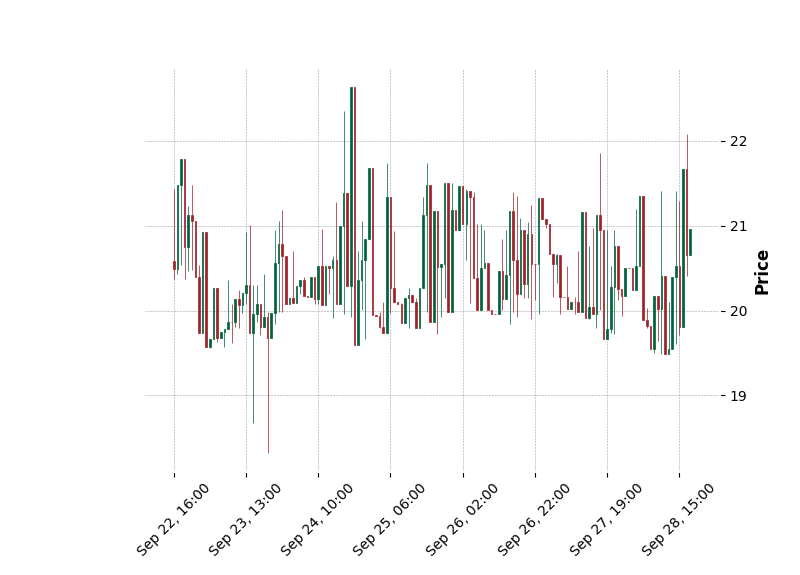 22
21
20
19
Price
Sep 22, 16:00
Sep 23, 13:00
Sep 24, 10:00
Sep 25, 06:00
Sep 26, 02:00
Sep 26, 22:00
Sep 27, 19:00
Sep 28, 15:00